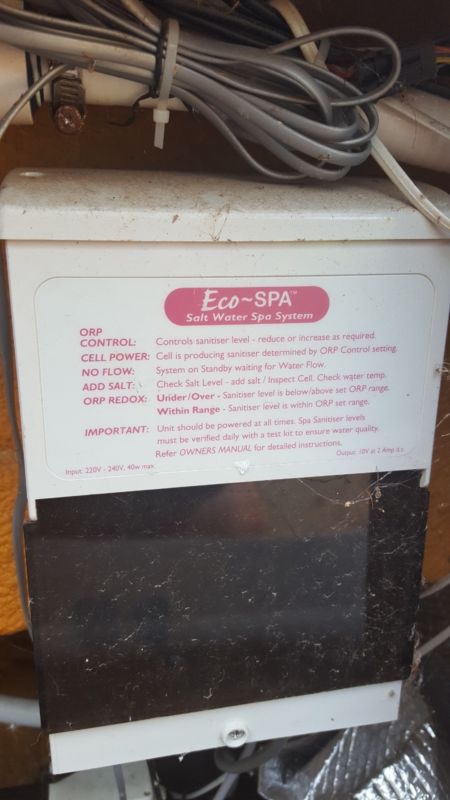 Eco~SPA™
Salt Water Spa System
ORP
CONTROL: Controls sanitiser level - reduce or increase as required.
CELL POWER: Cell is producing sanitiser determined by ORP Control setting.
NO FLOW: System on Standby waiting for Water Flow.
ADD SALT: Check Salt Level - add salt / Inspect Cell. Check water temp.
ORP REDOX: Under/Over - Sanitiser level is below/above set ORP range.
Within Range - Sanitiser level is within ORP set range.
IMPORTANT: Unit should be powered at all times. Spa Sanitiser levels
must be verified daily with a test kit to ensure water quality.
Refer OWNERS MANUAL for detailed instructions.
Input: 220V - 240V, 40w max.
Output: 10V at 2 Amp